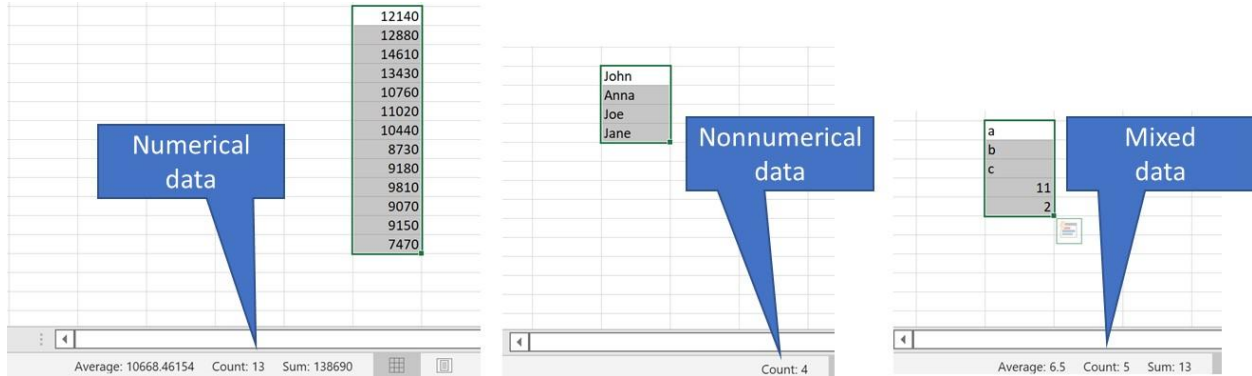 12140
12880
14610
13430
10760
11020
10440
8730
9180
9810
9070
9150
7470
Numerical
data
Average: 10668.46154 Count: 13 Sum: 138690
John
Anna
Joe
Jane
Nonnumerical
data
Count: 4
a
b
c
11
2
Mixed
data
Average: 6.5 Count: 5 Sum: 13